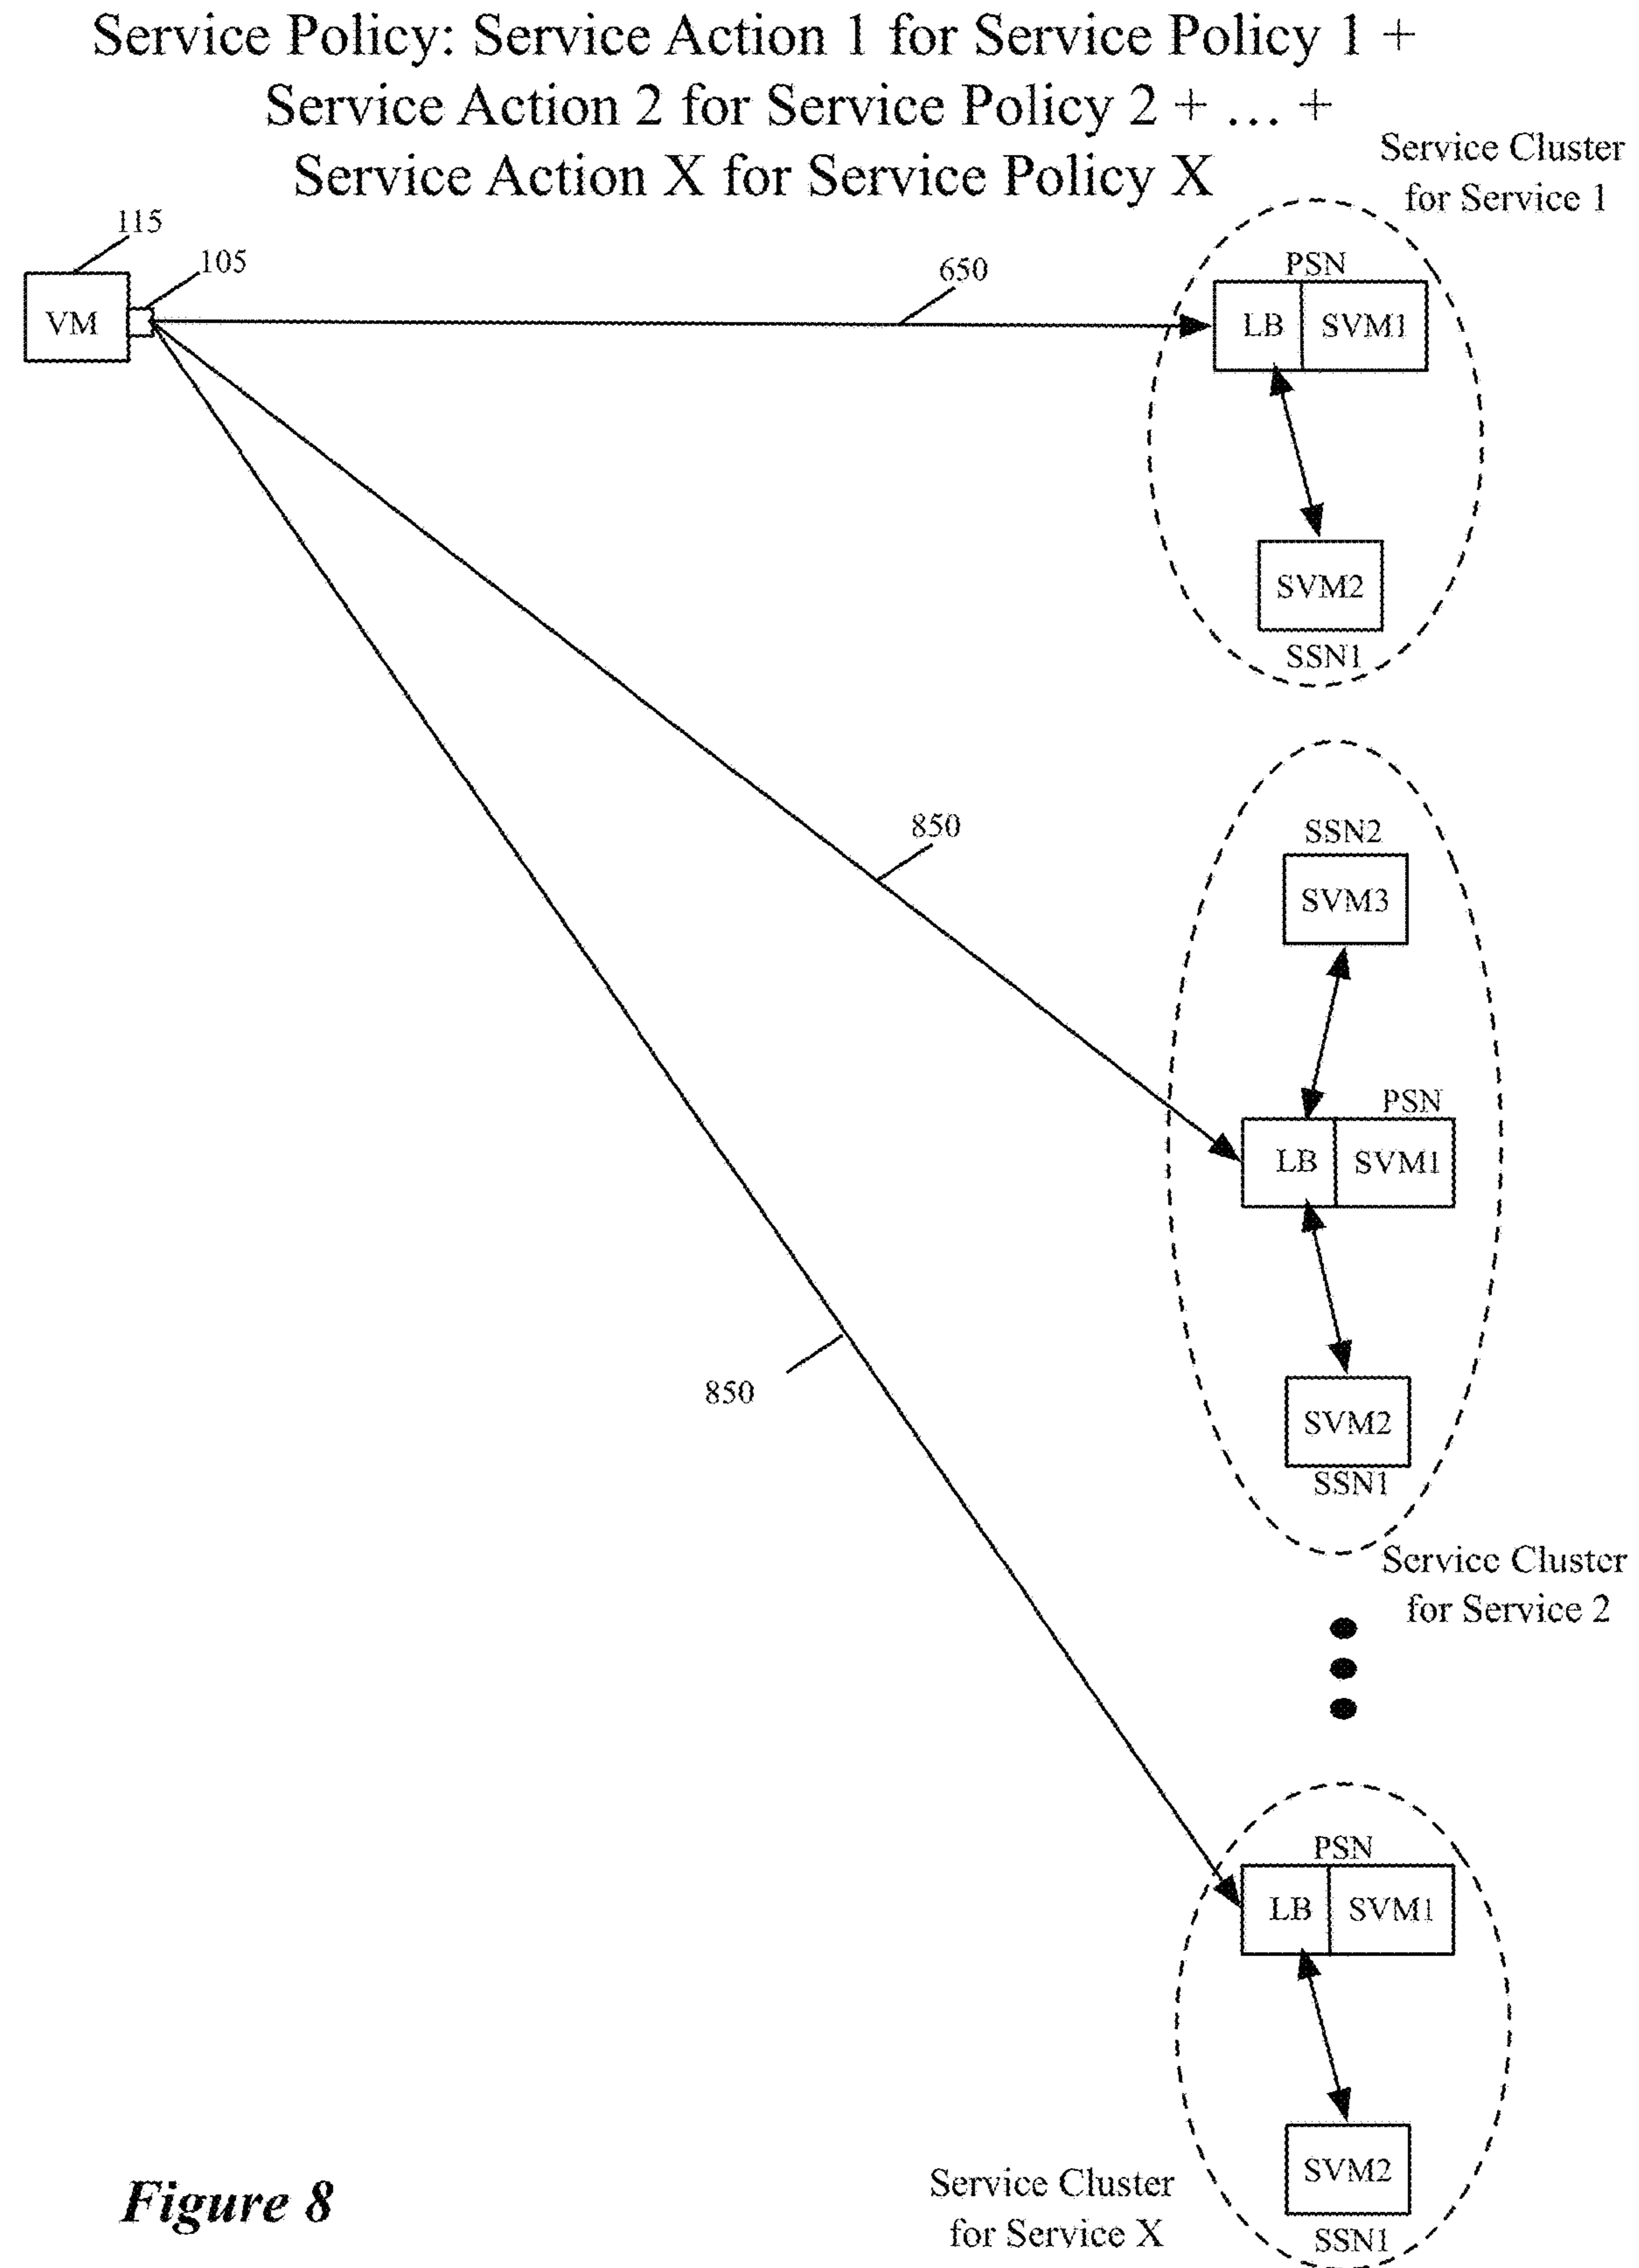 Service Policy: Service Action 1 for Service Policy 1 +
Service Action 2 for Service Policy 2 + … +
Service Action X for Service Policy X
Service Cluster
for Service 1
115
105
VM
650
PSN
LB
SVM1
SVM2
SSN1
850
SSN2
SVM3
PSN
LB
SVM1
850
SVM2
SSN1
Service Cluster
for Service 2
PSN
LB
SVM1
SVM2
SSN1
Service Cluster
for Service X
Figure 8